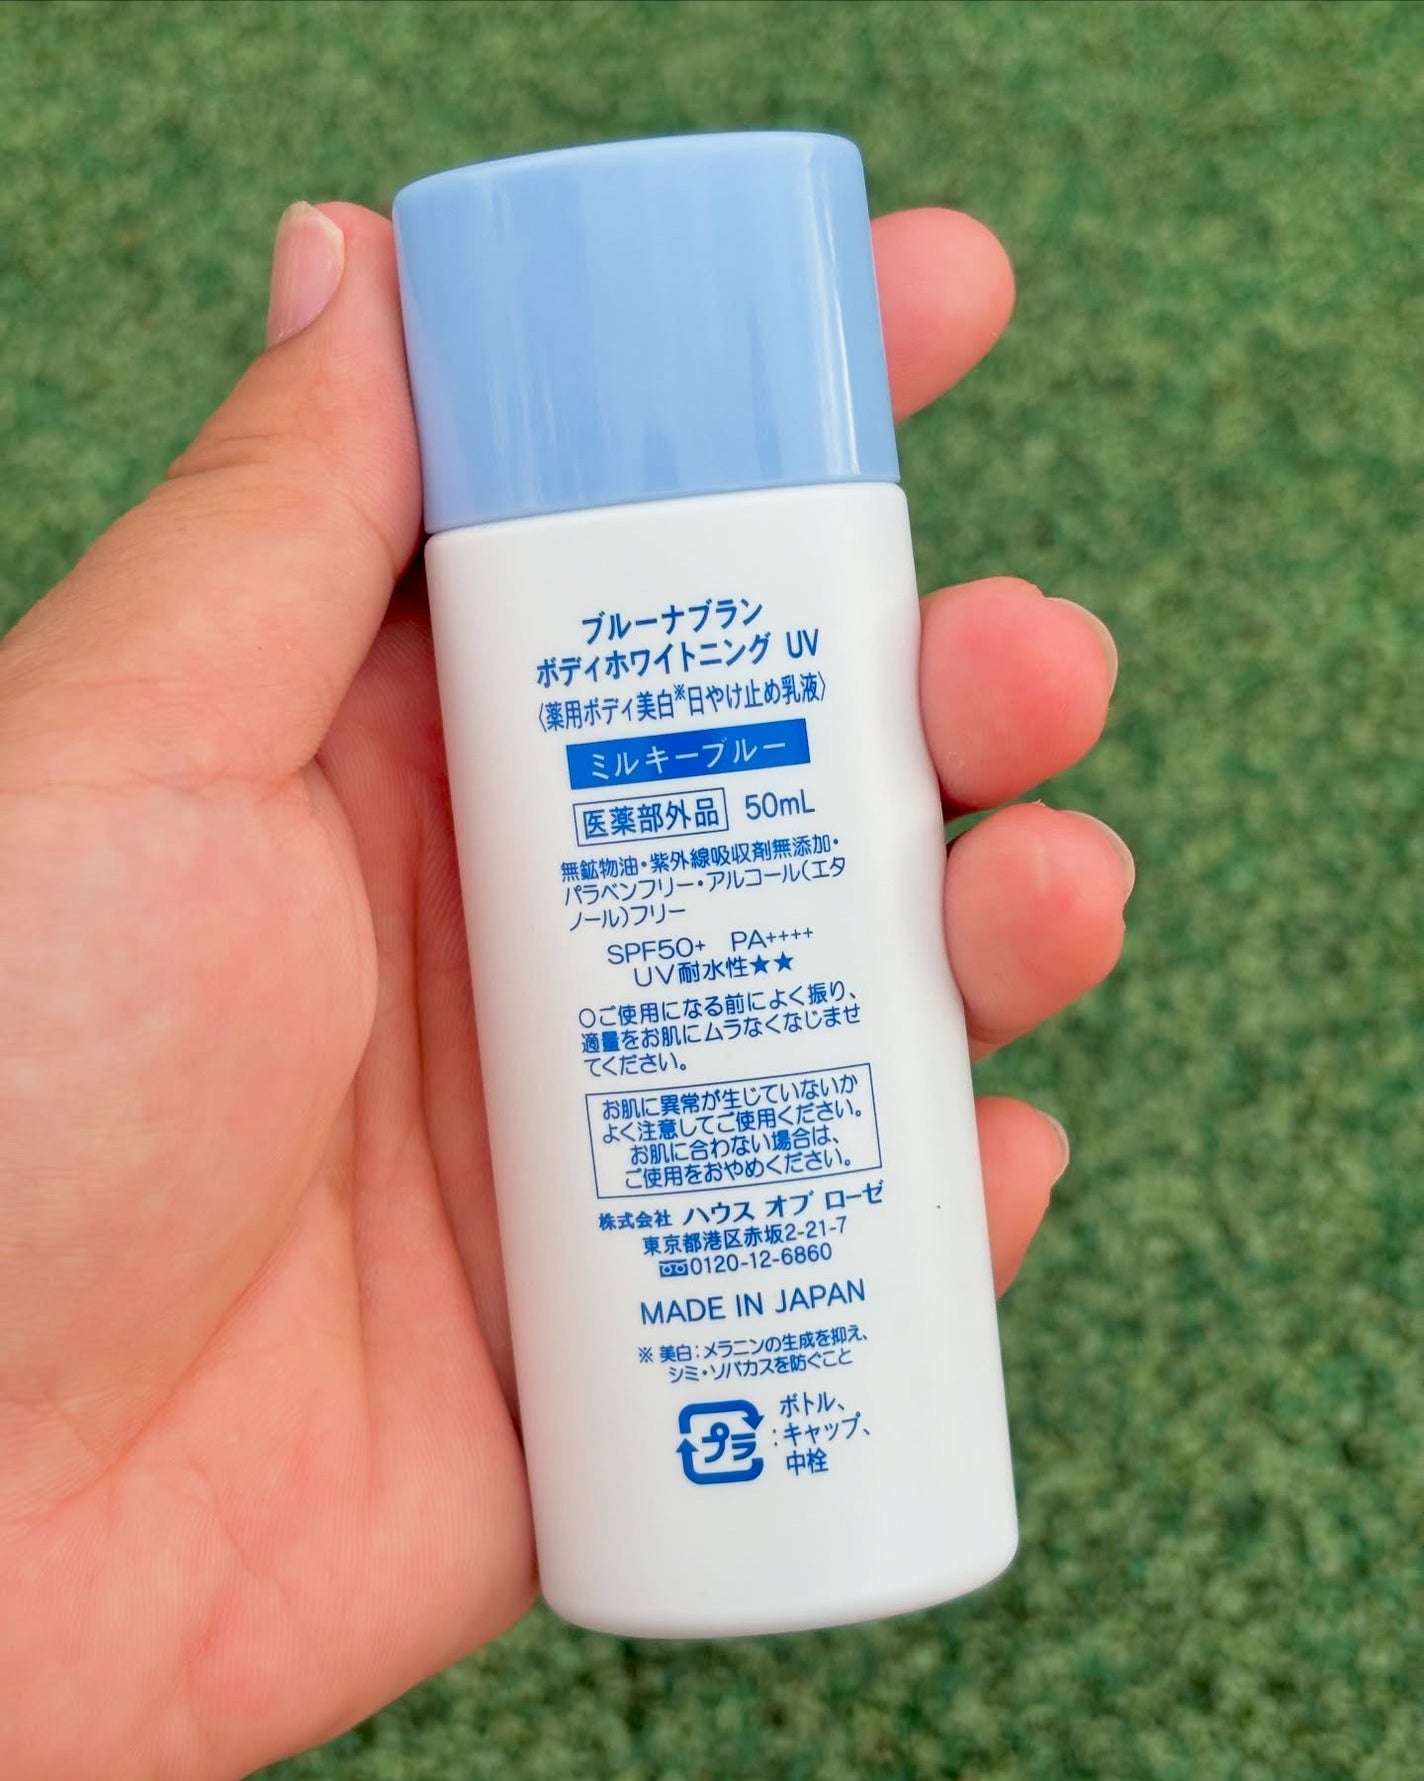 ブルーナブラン
ボディホワイトニング UV
〈薬用ボディ美白※日やけ止め乳液〉
ミルキーブルー
医薬部外品 50mL
無鉱物油・紫外線吸収剤無添加・
パラベンフリー・アルコール(エタ
ノール)フリー
SPF50+ PA++++
UV耐水性★★
○ご使用になる前によく振り、
適量をお肌にムラなくなじませ
てください。
お肌に異常が生じていないか
よく注意してご使用ください。
お肌に合わない場合は、
ご使用をおやめください。
株式会社 ハウス オブ ローゼ
東京都港区赤坂2-21-7
0120-12-6860
MADE IN JAPAN
※ 美白：メラニンの生成を抑え、
シミ・ソバカスを防ぐこと
プラ
ボトル、
：キャップ、
中栓